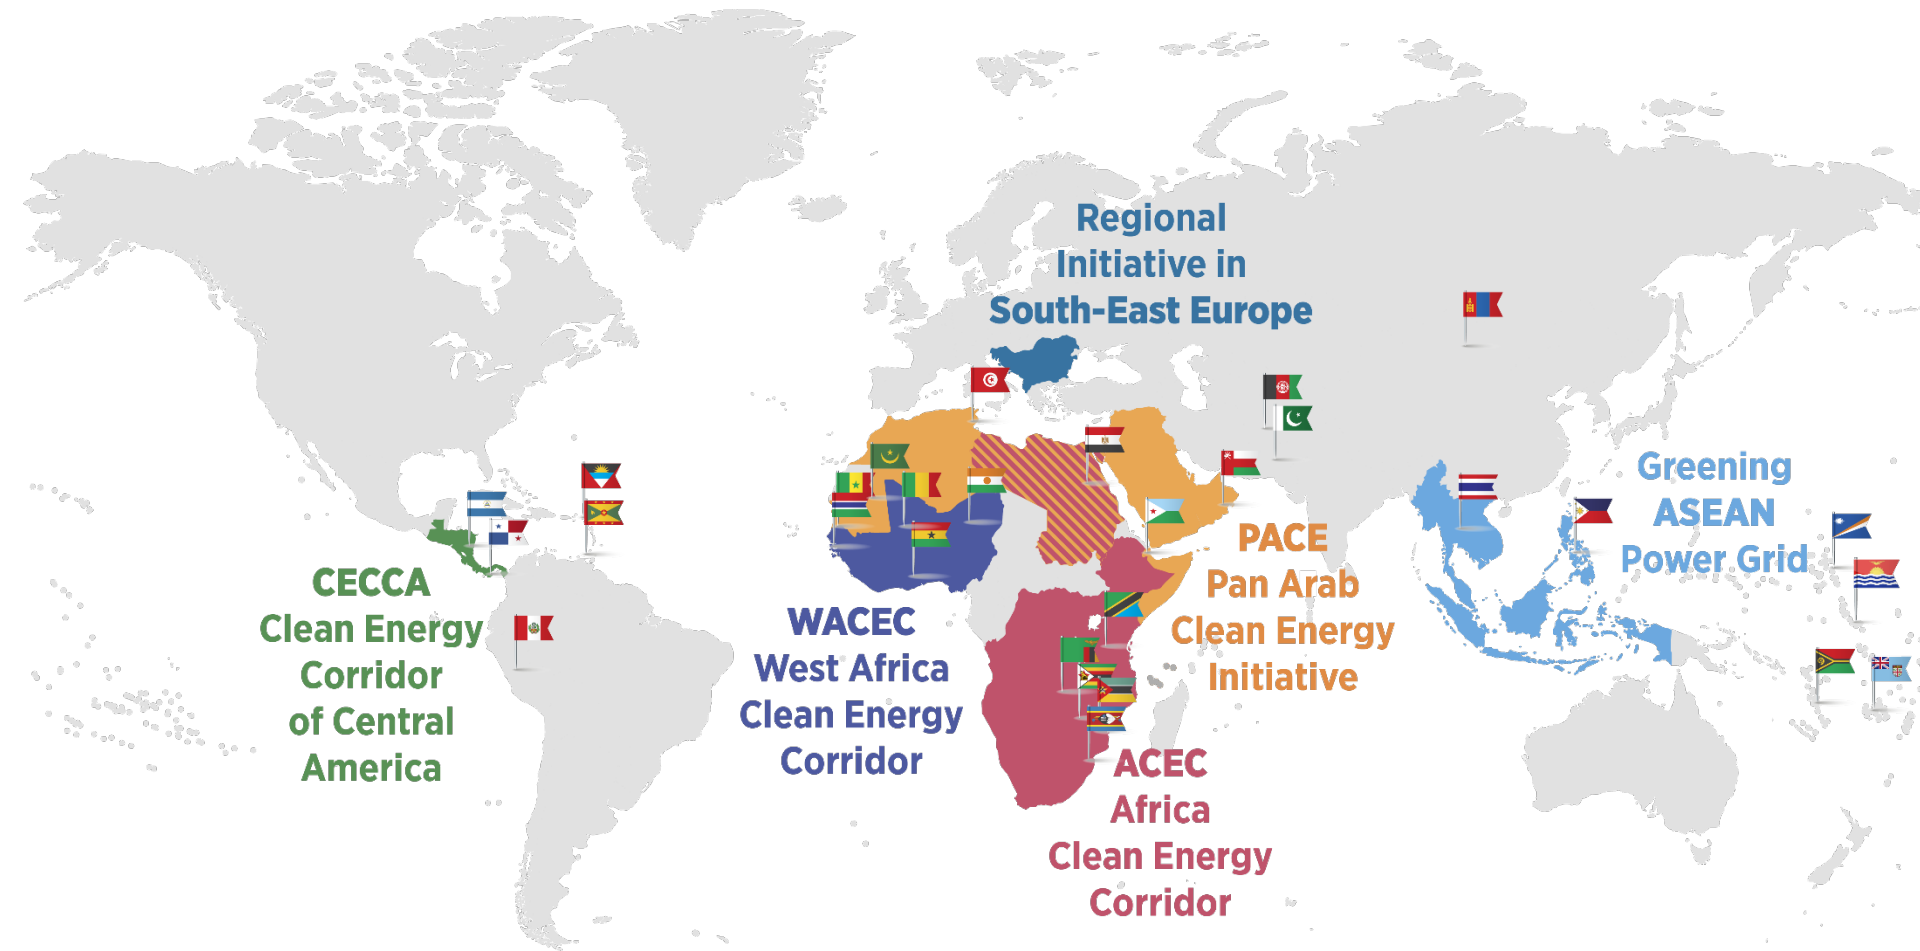 Regional
Initiative in
South-East Europe
Greening
ASEAN
Power Grid
PACE
Pan Arab
Clean Energy
Initiative
CECCA
Clean Energy
Corridor
of Central
America
WACEC
West Africa
Clean Energy
Corridor
ACEC
Africa
Clean Energy
Corridor